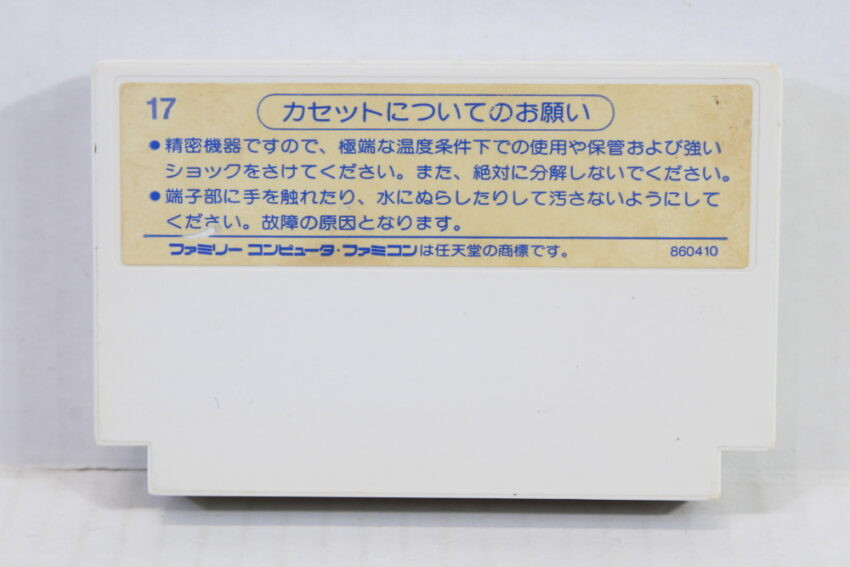 17
カセットについてのお願い
●精密機器ですので、極端な温度条件下での使用や保管および強い
ショックをさけてください。また、絶対に分解しないでください。
●端子部に手を触れたり、水にぬらしたりして汚さないようにして
ください。故障の原因となります。
ファミリー コンピュータ・ファミコンは任天堂の商標です。 860410